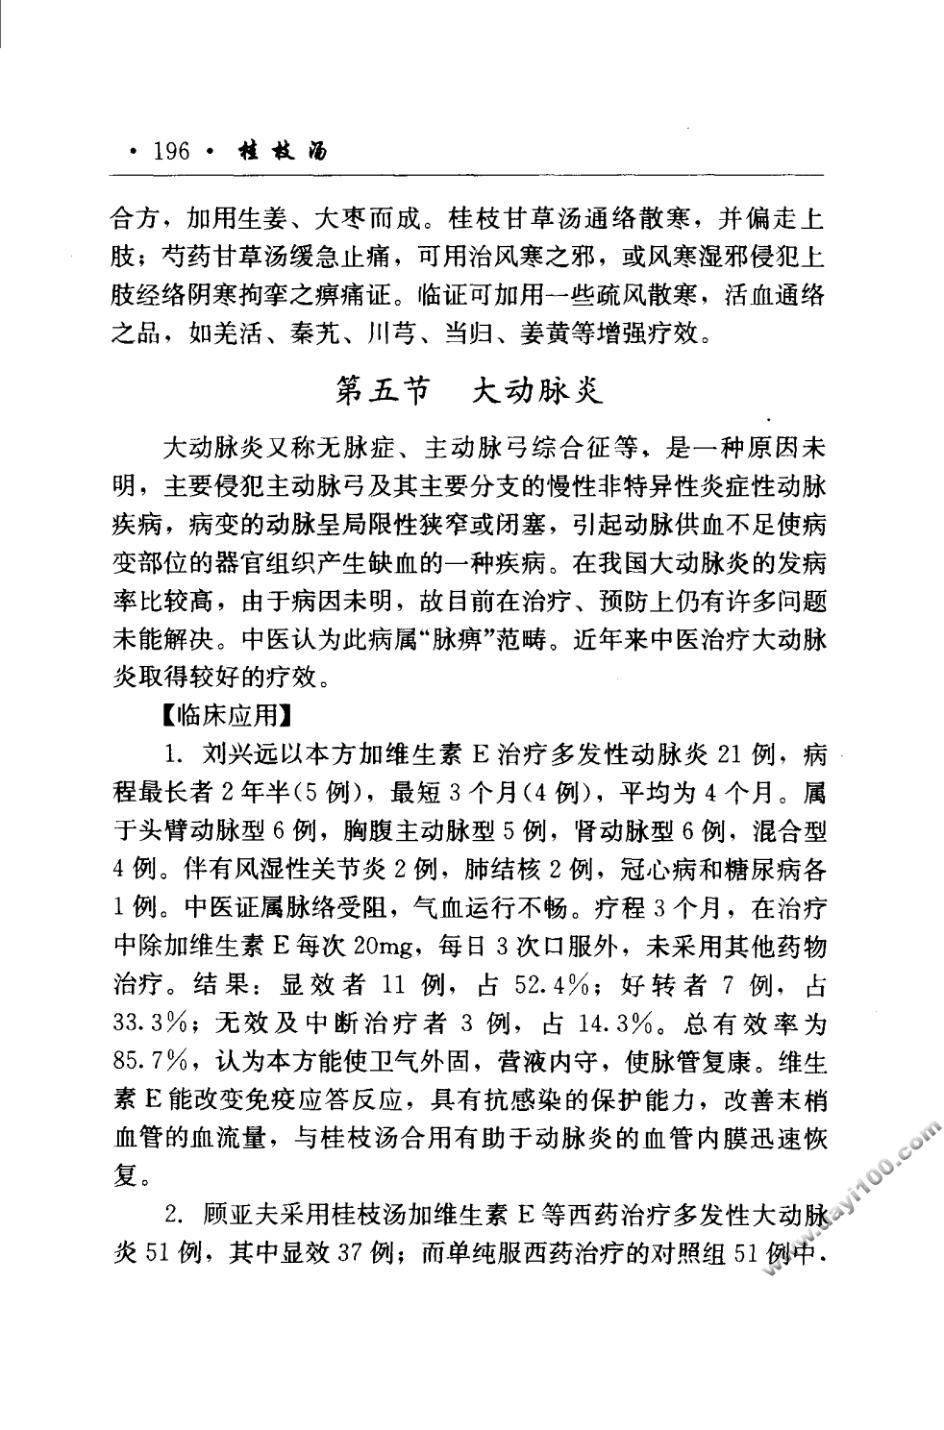 · 196 · 桂枝汤
合方，加用生姜、大枣而成。桂枝甘草汤通络散寒，并偏走上
肢；芍药甘草汤缓急止痛，可用治风寒之邪，或风寒湿邪侵犯上
肢经络阴寒拘挛之痹痛证。临证可加用一些疏风散寒，活血通络
之品，如羌活、秦艽、川芎、当归、姜黄等增强疗效。
第五节　大动脉炎
大动脉炎又称无脉症、主动脉弓综合征等，是一种原因未
明，主要侵犯主动脉弓及其主要分支的慢性非特异性炎症性动脉
疾病，病变的动脉呈局限性狭窄或闭塞，引起动脉供血不足使病
变部位的器官组织产生缺血的一种疾病。在我国大动脉炎的发病
率比较高，由于病因未明，故目前在治疗、预防上仍有许多问题
未能解决。中医认为此病属“脉痹”范畴。近年来中医治疗大动脉
炎取得较好的疗效。
【临床应用】
1. 刘兴远以本方加维生素 E 治疗多发性动脉炎 21 例，病
程最长者 2 年半(5 例)，最短 3 个月(4 例)，平均为 4 个月。属
于头臂动脉型 6 例，胸腹主动脉型 5 例，肾动脉型 6 例，混合型
4 例。伴有风湿性关节炎 2 例，肺结核 2 例，冠心病和糖尿病各
1 例。中医证属脉络受阻，气血运行不畅。疗程 3 个月，在治疗
中除加维生素 E 每次 20mg，每日 3 次口服外，未采用其他药物
治疗。结果：显效者 11 例，占 52.4%；好转者 7 例，占
33.3%；无效及中断治疗者 3 例，占 14.3%。总有效率为
85.7%，认为本方能使卫气外固，营液内守，使脉管复康。维生
素 E 能改变免疫应答反应，具有抗感染的保护能力，改善末梢
血管的血流量，与桂枝汤合用有助于动脉炎的血管内膜迅速恢
复。
2. 顾亚夫采用桂枝汤加维生素 E 等西药治疗多发性大动脉
炎 51 例，其中显效 37 例；而单纯服西药治疗的对照组 51 例中.
www.dayi100.com